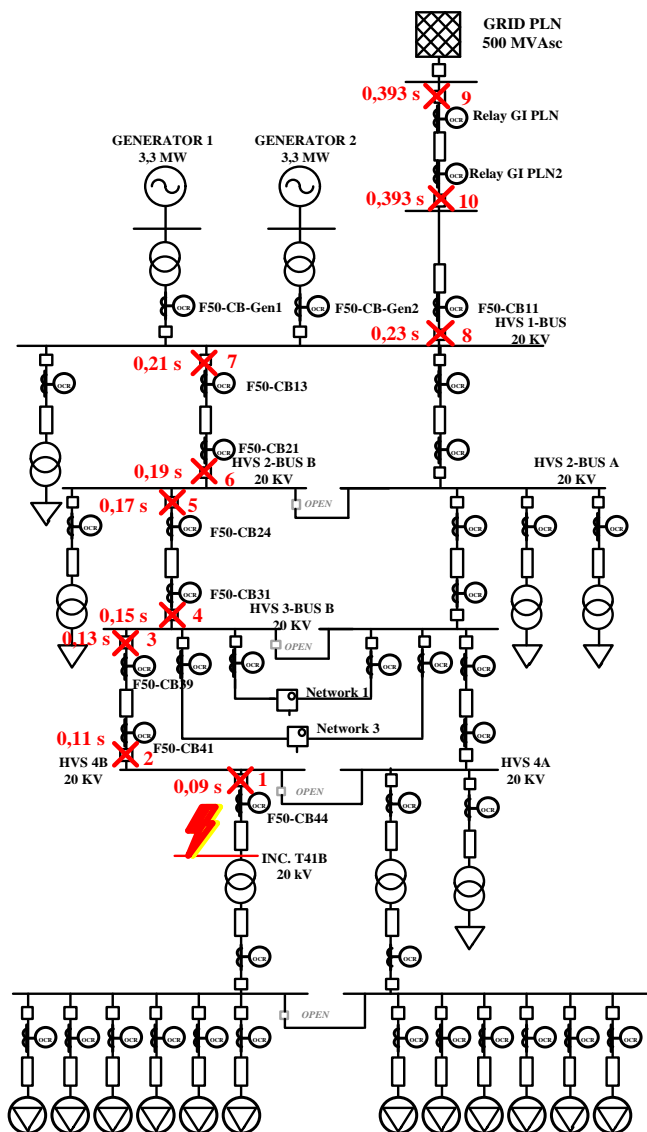 GRID PLN
500 MVAsc
0,393 s 9
OCR Relay GI PLN
GENERATOR 1
3,3 MW
GENERATOR 2
3,3 MW
OCR Relay GI PLN2
0,393 s 10
OCR F50-CB-Gen1
OCR F50-CB-Gen2
OCR F50-CB11
HVS 1-BUS
20 KV
0,23 s 8
0,21 s 7
OCR
OCR F50-CB13
OCR
OCR F50-CB21
OCR
0,19 s 6
HVS 2-BUS B
20 KV
HVS 2-BUS A
20 KV
0,17 s 5
OPEN
OCR
OCR F50-CB24
OCR
OCR
OCR
OCR F50-CB31
OCR
0,15 s 4
HVS 3-BUS B
20 KV
0,13 s 3
OPEN
OCR F50-CB39
OCR
OCR
OCR
OCR
OCR
Network 1
Network 3
OCR F50-CB41
OCR
0,11 s 2
HVS 4B
20 KV
HVS 4A
20 KV
0,09 s 1
OPEN
OCR F50-CB44
OCR
OCR
INC. T41B
20 kV
OCR
OCR
OPEN
OCR
OCR
OCR
OCR
OCR
OCR
OCR
OCR
OCR
OCR
OCR
OCR